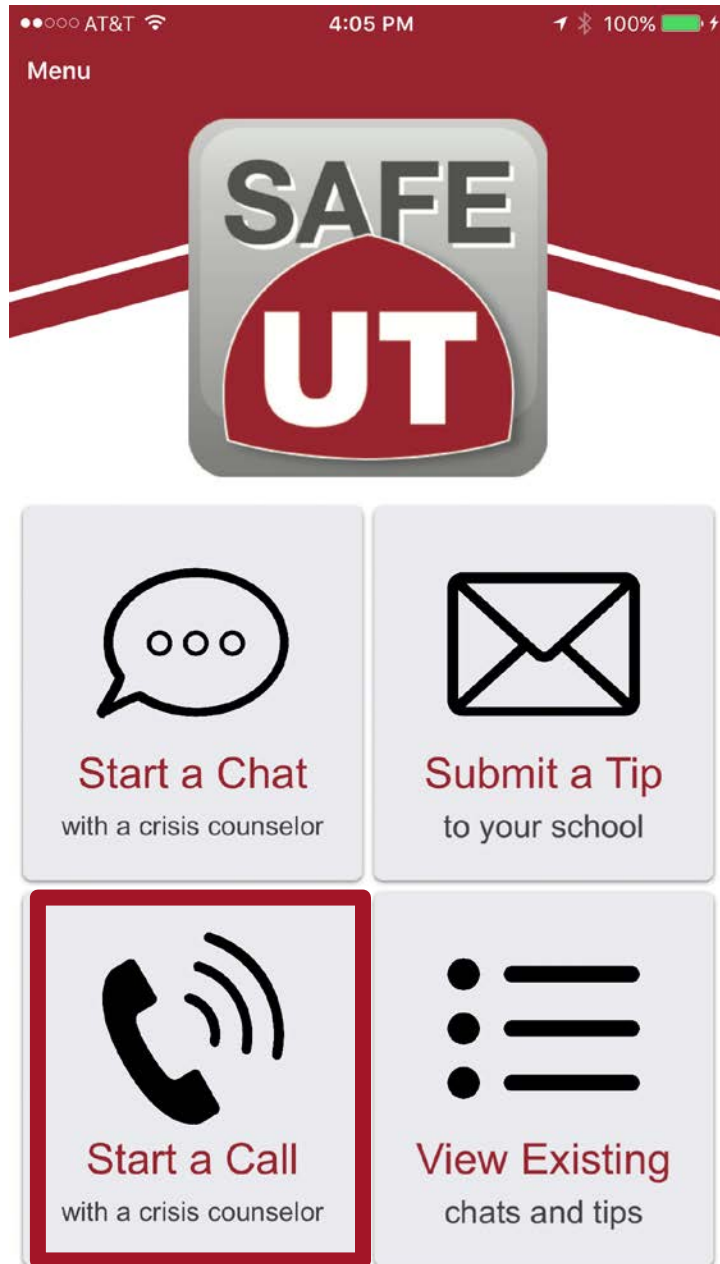 AT&T 4:05 PM 100%
Menu
SAFE
UT
Start a Chat
with a crisis counselor
Submit a Tip
to your school
Start a Call
with a crisis counselor
View Existing
chats and tips